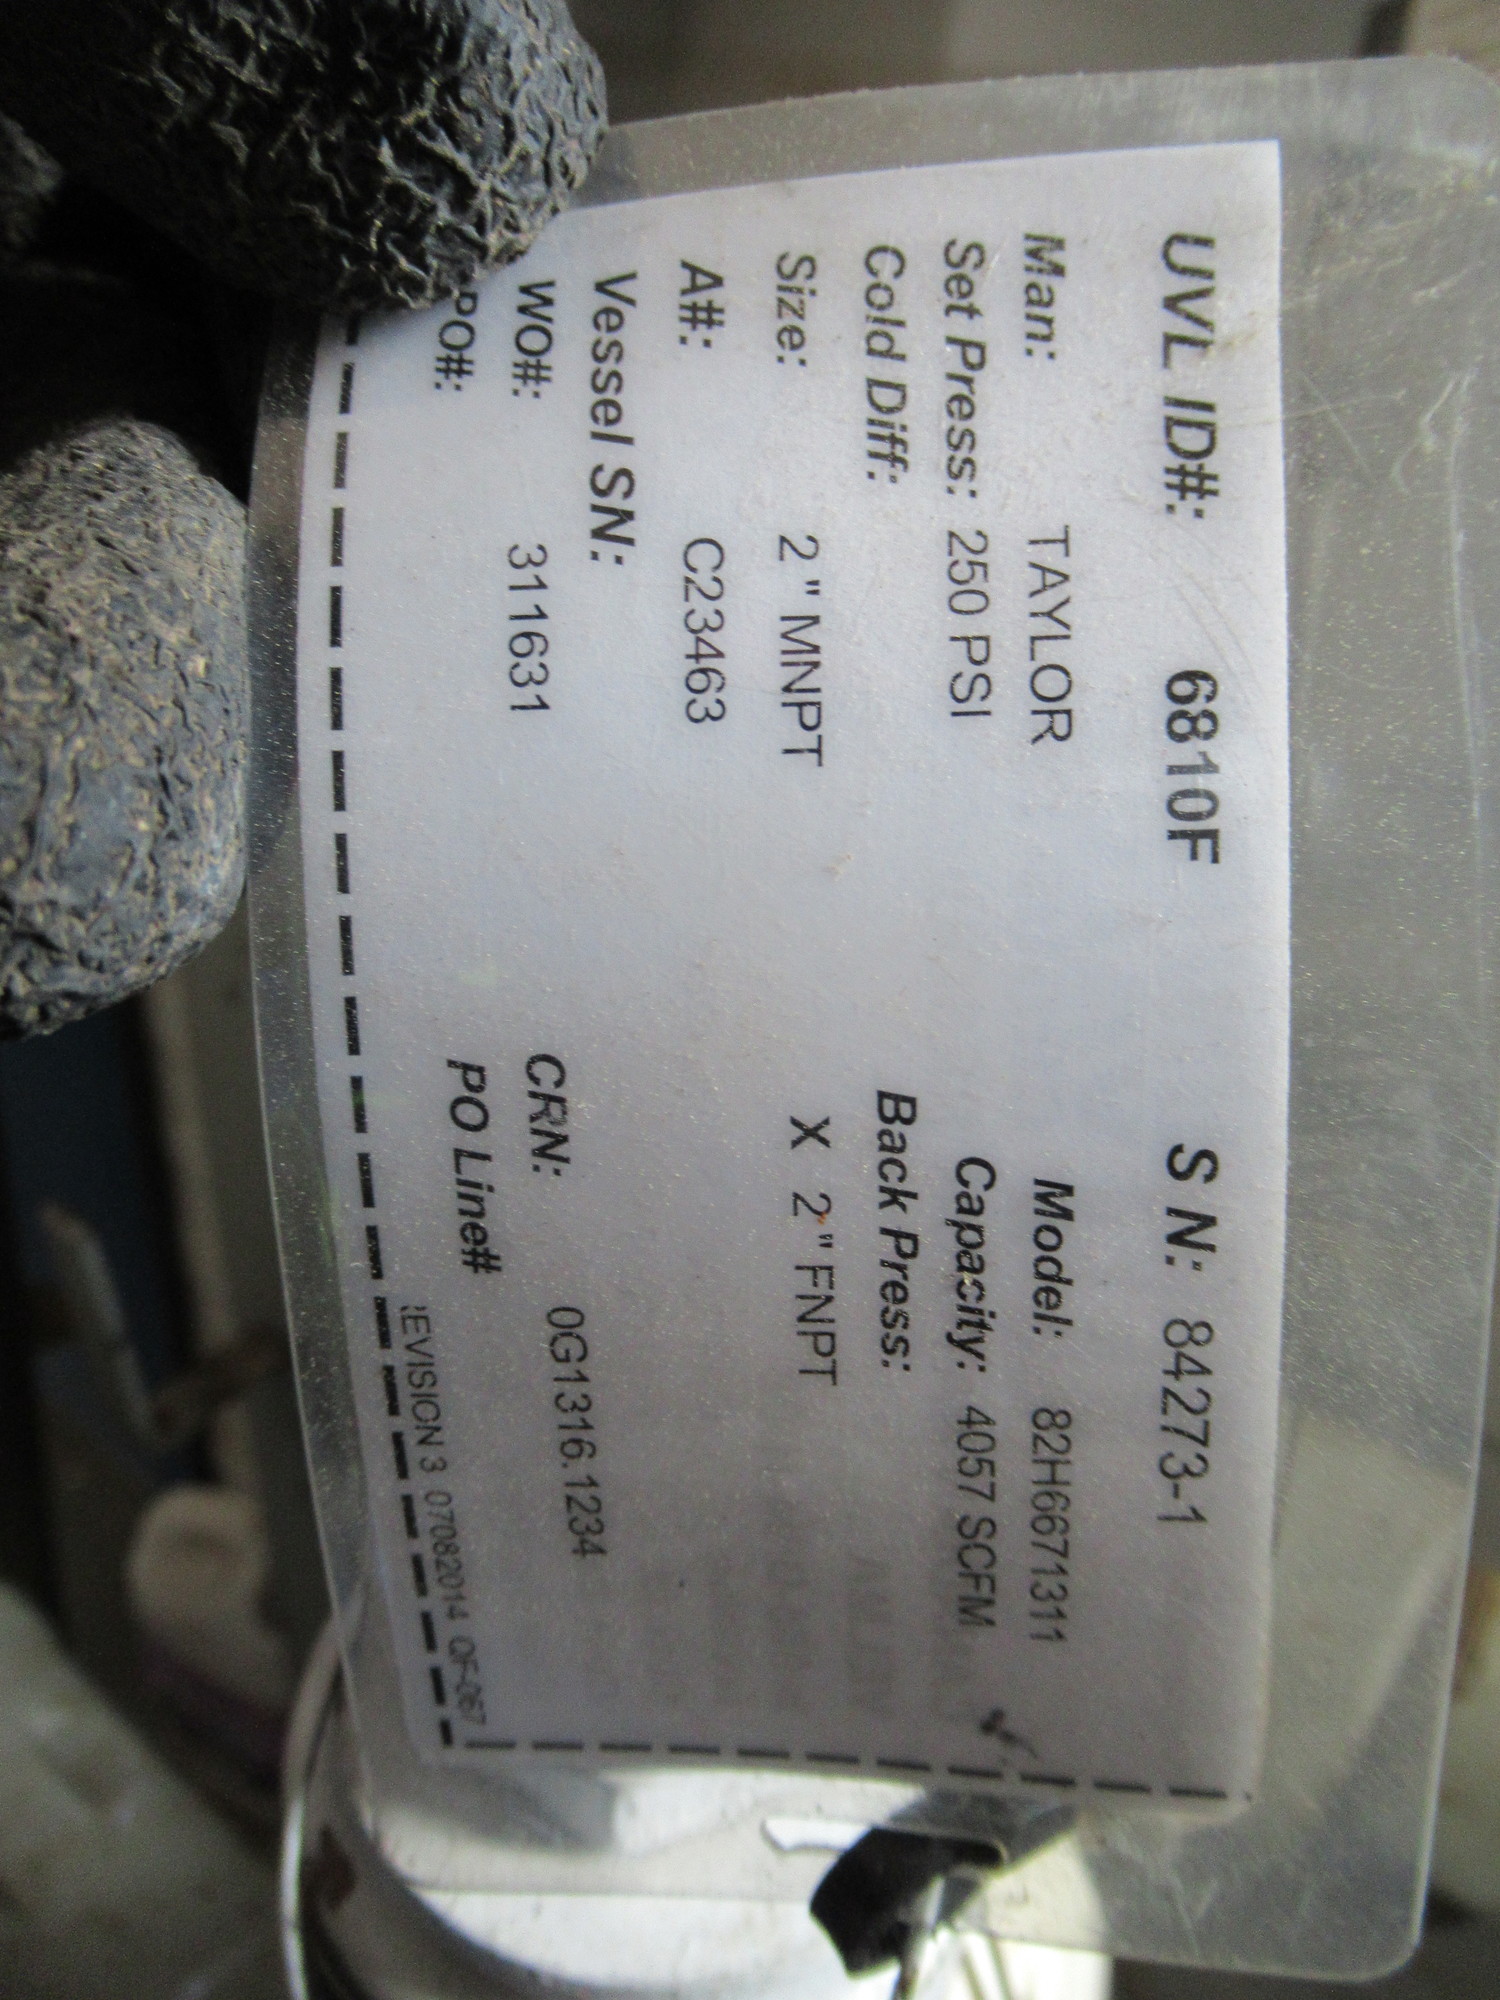 UVL ID#: 6810F S N: 84273-1
Man: TAYLOR Model: 82H6671311
Set Press: 250 PSI Capacity: 4057 SCFM
Cold Diff: Back Press:
Size: 2 " MNPT X 2 " FNPT
A#: C23463
Vessel SN:
WO#: 311631 CRN: 0G1316.1234
PO#: PO Line#
EVISION 3 07082014 QF-067